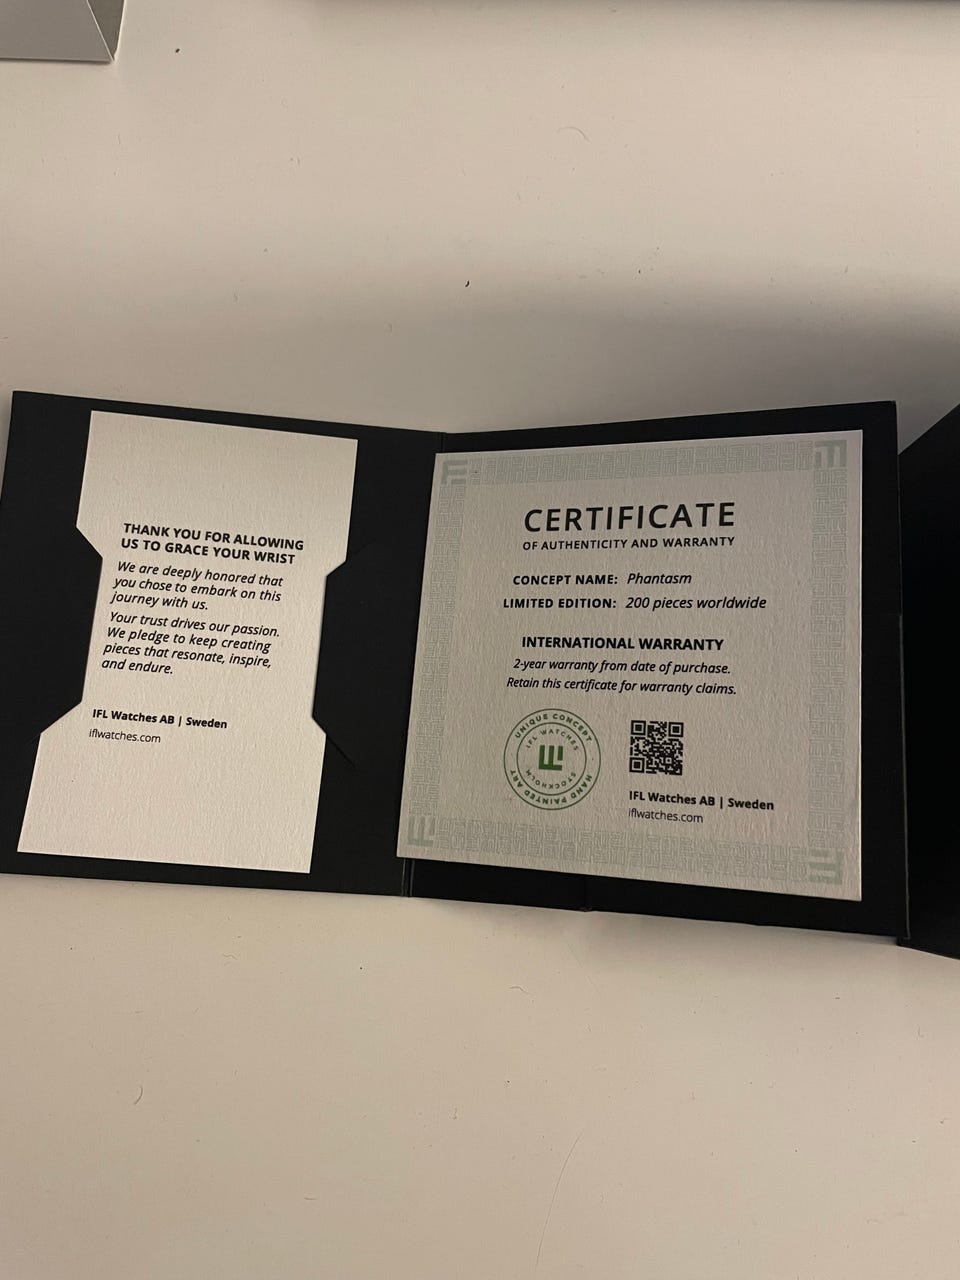 THANK YOU FOR ALLOWING
US TO GRACE YOUR WRIST
We are deeply honored that
you chose to embark on this
journey with us.
Your trust drives our passion.
We pledge to keep creating
pieces that resonate, inspire,
and endure.
IFL Watches AB | Sweden
iflwatches.com
CERTIFICATE
OF AUTHENTICITY AND WARRANTY
CONCEPT NAME: Phantasm
LIMITED EDITION: 200 pieces worldwide
INTERNATIONAL WARRANTY
2-year warranty from date of purchase.
Retain this certificate for warranty claims.
UNIQUE CONCEPT
HAND PAINTED ART
IFL WATCHES
STOCKHOLM
IFL Watches AB | Sweden
iflwatches.com